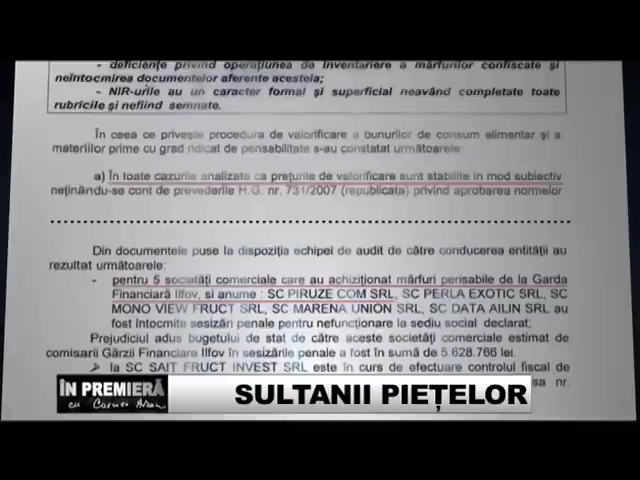 - deficiențe privind operațiunea de inventariere a mărfurilor confiscate și
neîntocmirea documentelor aferente acesteia;
- NIR-urile au un caracter formal și superficial neavând completate toate
rubricile și nefiind semnate.
În ceea ce privește procedura de valorificare a bunurilor de consum alimentar și a
materiilor prime cu grad ridicat de perisabilitate s-au constatat următoarele:
a) În toate cazurile analizate ca prețurile de valorificare sunt stabilite în mod subiectiv
nețînându-se cont de prevederile H.G. nr. 731/2007 (republicata) privind aprobarea normelor
Din documentele puse la dispoziția echipei de audit de către conducerea entității au
rezultat următoarele:
- pentru 5 societăți comerciale care au achiziționat mărfuri perisabile de la Garda
Financiară Ilfov, și anume : SC PIRUZE COM SRL, SC PERLA EXOTIC SRL, SC
MONO VIEW FRUCT SRL, SC MARENA UNION SRL, SC DATA AILIN SRL au
fost întocmite sesizări penale pentru nefuncționare la sediu social declarat;
Prejudiciul adus bugetului de stat de către aceste societăți comerciale estimat de
comisarii Gărzii Financiare Ilfov în sesizările penale a fost în sumă de 5.628.766 lei.
➢ la SC SAIT FRUCT INVEST SRL este în curs de efectuare controlul fiscal de
sa nr.
ÎN PREMIERĂ
cu Carmen Avram
SULTANII PIEȚELOR